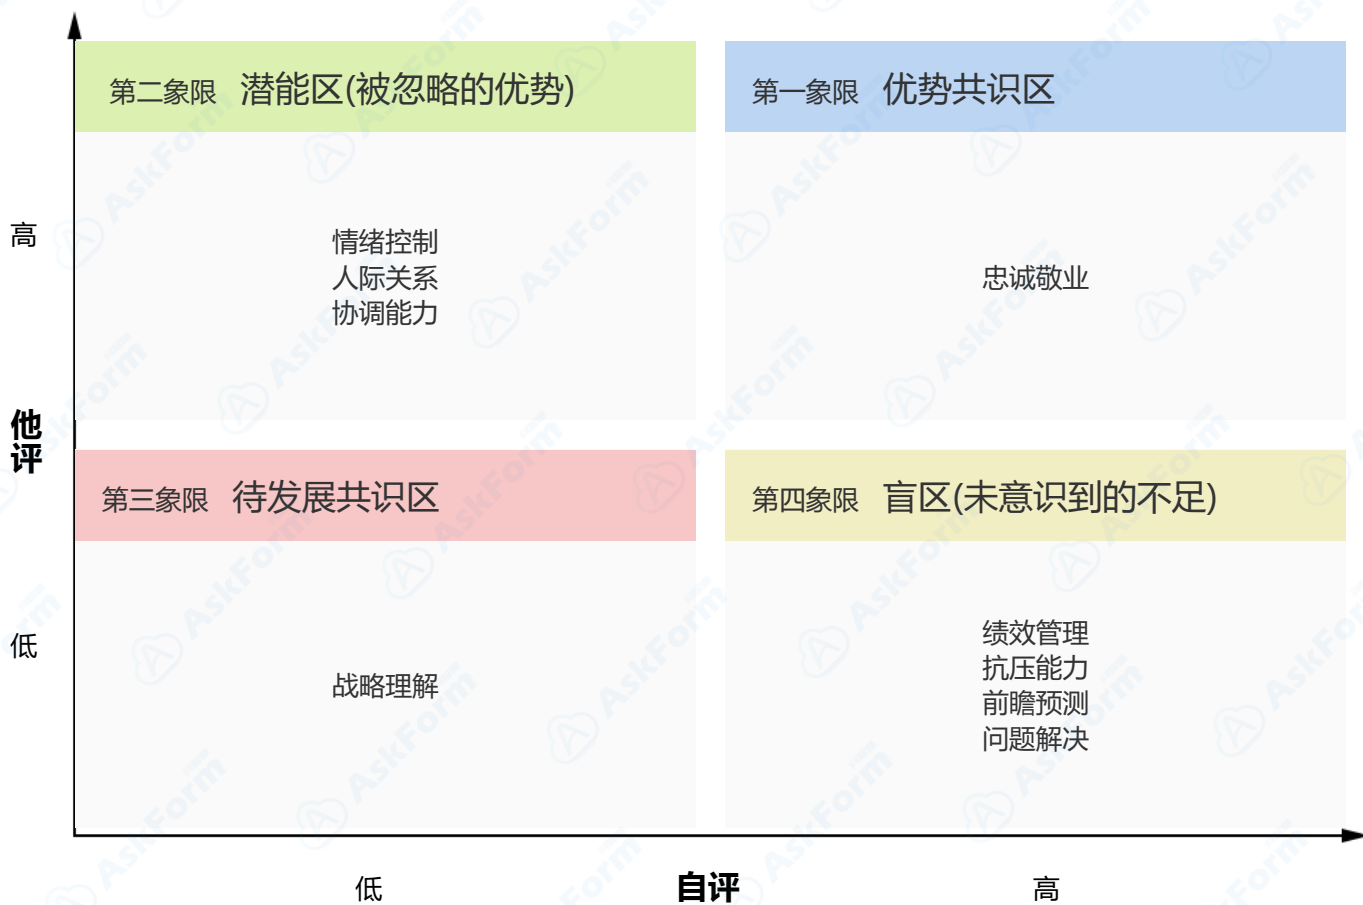 第二象限 潜能区(被忽略的优势)
第一象限 优势共识区
高
情绪控制
人际关系
协调能力
忠诚敬业
他
评
第三象限 待发展共识区
第四象限 盲区(未意识到的不足)
低
战略理解
绩效管理
抗压能力
前瞻预测
问题解决
低
自评
高
AskForm